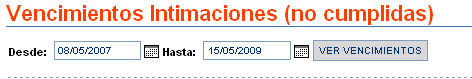 Vencimientos Intimaciones (no cumplidas)
Desde: 08/05/2007 Hasta: 15/05/2009 VER VENCIMIENTOS